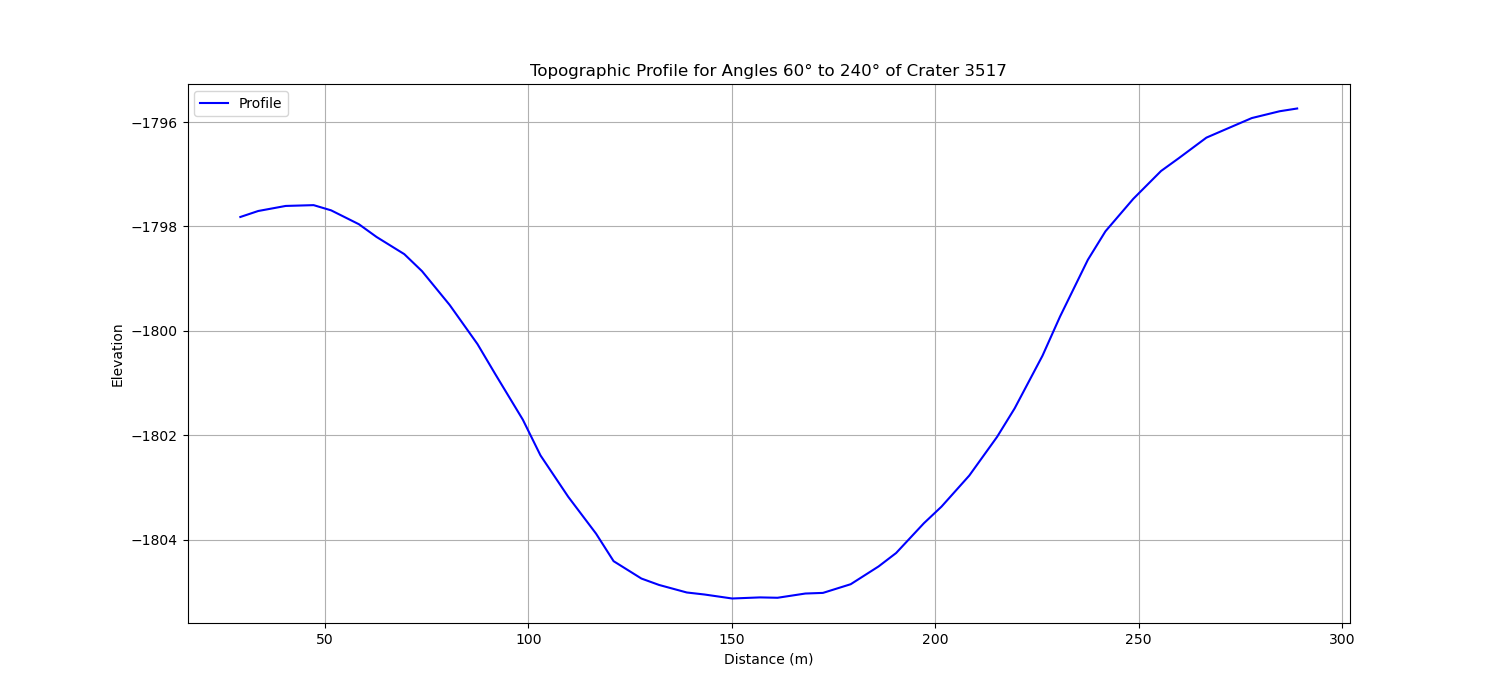 Topographic Profile for Angles 60° to 240° of Crater 3517
Profile
−1796
−1798
−1800
−1802
−1804
Elevation
50
100
150
200
250
300
Distance (m)